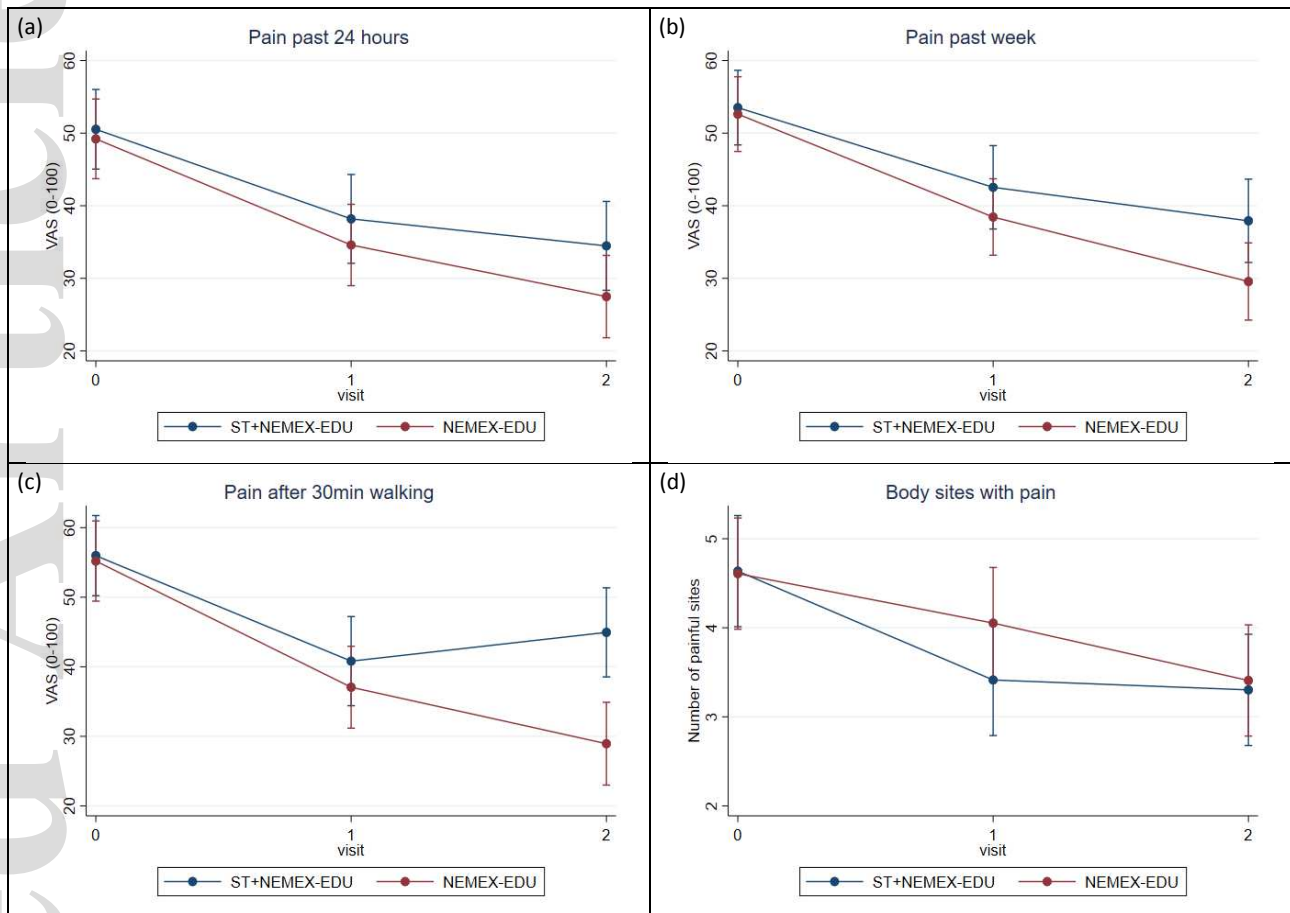 (a)
Pain past 24 hours
VAS (0-100)
60
50
40
30
20
0 1 2
visit
ST+NEMEX-EDU NEMEX-EDU
(b)
Pain past week
VAS (0-100)
60
50
40
30
20
0 1 2
visit
ST+NEMEX-EDU NEMEX-EDU
(c)
Pain after 30min walking
VAS (0-100)
60
50
40
30
20
0 1 2
visit
ST+NEMEX-EDU NEMEX-EDU
(d)
Body sites with pain
Number of painful sites
5
4
3
2
0 1 2
visit
ST+NEMEX-EDU NEMEX-EDU